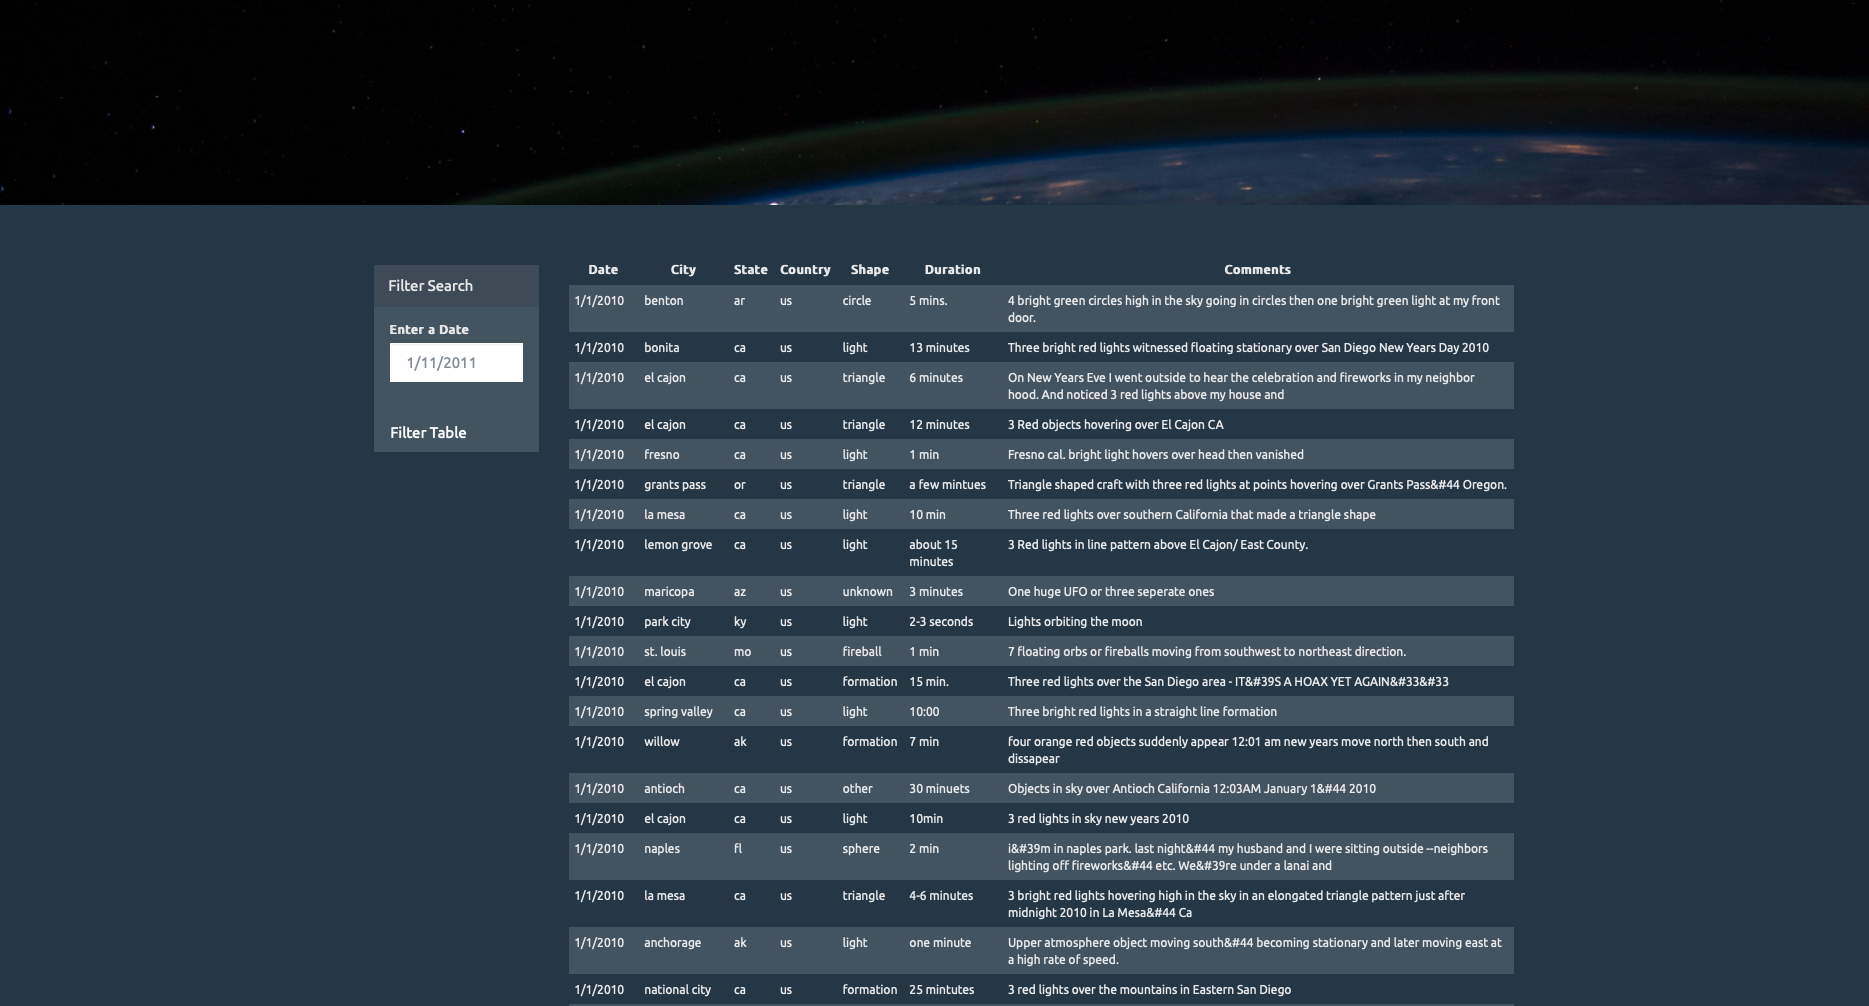 Filter Search
Enter a Date
1/11/2011
Filter Table
Date City State Country Shape Duration Comments
1/1/2010 benton ar us circle 5 mins. 4 bright green circles high in the sky going in circles then one bright green light at my front
door.
1/1/2010 bonita ca us light 13 minutes Three bright red lights witnessed floating stationary over San Diego New Years Day 2010
1/1/2010 el cajon ca us triangle 6 minutes On New Years Eve I went outside to hear the celebration and fireworks in my neighbor
hood. And noticed 3 red lights above my house and
1/1/2010 el cajon ca us triangle 12 minutes 3 Red objects hovering over El Cajon CA
1/1/2010 fresno ca us light 1 min Fresno cal. bright light hovers over head then vanished
1/1/2010 grants pass or us triangle a few mintues Triangle shaped craft with three red lights at points hovering over Grants Pass&#44 Oregon.
1/1/2010 la mesa ca us light 10 min Three red lights over southern California that made a triangle shape
1/1/2010 lemon grove ca us light about 15 3 Red lights in line pattern above El Cajon/ East County.
minutes
1/1/2010 maricopa az us unknown 3 minutes One huge UFO or three seperate ones
1/1/2010 park city ky us light 2-3 seconds Lights orbiting the moon
1/1/2010 st. louis mo us fireball 1 min 7 floating orbs or fireballs moving from southwest to northeast direction.
1/1/2010 el cajon ca us formation 15 min. Three red lights over the San Diego area - IT&#39S A HOAX YET AGAIN&#33&#33
1/1/2010 spring valley ca us light 10:00 Three bright red lights in a straight line formation
1/1/2010 willow ak us formation 7 min four orange red objects suddenly appear 12:01 am new years move north then south and
dissapear
1/1/2010 antioch ca us other 30 minuets Objects in sky over Antioch California 12:03AM January 1&#44 2010
1/1/2010 el cajon ca us light 10min 3 red lights in sky new years 2010
1/1/2010 naples fl us sphere 2 min i&#39m in naples park. last night&#44 my husband and I were sitting outside --neighbors
lighting off fireworks&#44 etc. We&#39re under a lanai and
1/1/2010 la mesa ca us triangle 4-6 minutes 3 bright red lights hovering high in the sky in an elongated triangle pattern just after
midnight 2010 in La Mesa&#44 Ca
1/1/2010 anchorage ak us light one minute Upper atmosphere object moving south&#44 becoming stationary and later moving east at
a high rate of speed.
1/1/2010 national city ca us formation 25 mintutes 3 red lights over the mountains in Eastern San Diego